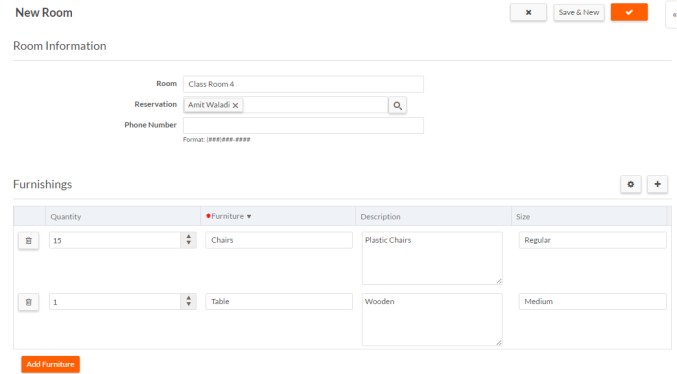 New Room
Save & New
Room Information
Room Class Room 4
Reservation Amit Waladi
Phone Number
Format: (###)###-####
Furnishings
Quantity *Furniture Description Size
15 Chairs Plastic Chairs Regular
1 Table Wooden Medium
Add Furniture